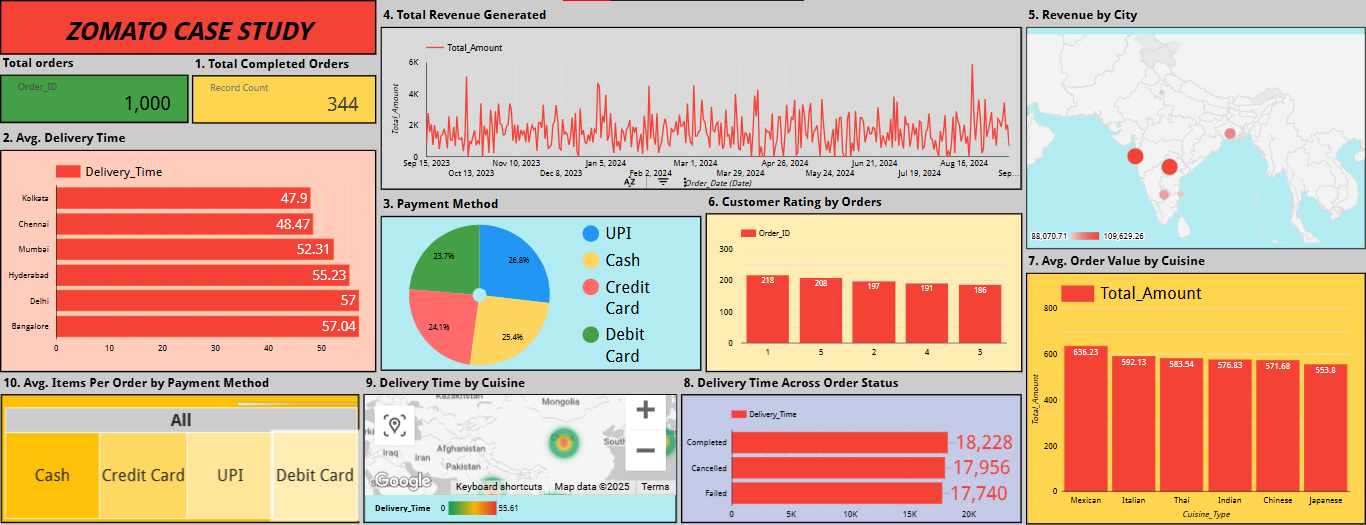 ZOMATO CASE STUDY
Total orders
Order_ID
1,000
1. Total Completed Orders
Record Count
344
2. Avg. Delivery Time
Delivery_Time
Kolkata
47.9
Chennai
48.47
Mumbai
52.31
Hyderabad
55.23
Delhi
57
Bangalore
57.04
0 10 20 30 40 50
4. Total Revenue Generated
Total_Amount
Total_Amount
6K
4K
2K
0
Sep 15, 2023 Nov 10, 2023 Jan 5, 2024 Mar 1, 2024 Apr 26, 2024 Jun 21, 2024 Aug 16, 2024
Oct 13, 2023 Dec 8, 2023 Feb 2, 2024 Mar 29, 2024 May 24, 2024 Jul 19, 2024 Sep...
Order_Date (Date)
5. Revenue by City
88,070.71 109,629.26
3. Payment Method
26.8%
25.4%
24.1%
23.7%
UPI
Cash
Credit
Card
Debit
Card
6. Customer Rating by Orders
Order_ID
300
200
100
0
218 208 197 191 186
1 5 2 4 3
7. Avg. Order Value by Cuisine
Total_Amount
Total_Amount
800
600
400
200
0
636.23 592.13 583.54 576.83 571.68 553.8
Mexican Italian Thai Indian Chinese Japanese
Cuisine_Type
10. Avg. Items Per Order by Payment Method
All
Cash Credit Card UPI Debit Card
9. Delivery Time by Cuisine
Kazakhstan
Mongolia
Afghanistan
Iraq
Iran
Pakistan
South
Google
Keyboard shortcuts Map data ©2025 Terms
Delivery_Time 0 55.61
8. Delivery Time Across Order Status
Delivery_Time
Completed
18,228
Cancelled
17,956
Failed
17,740
0 5K 10K 15K 20K